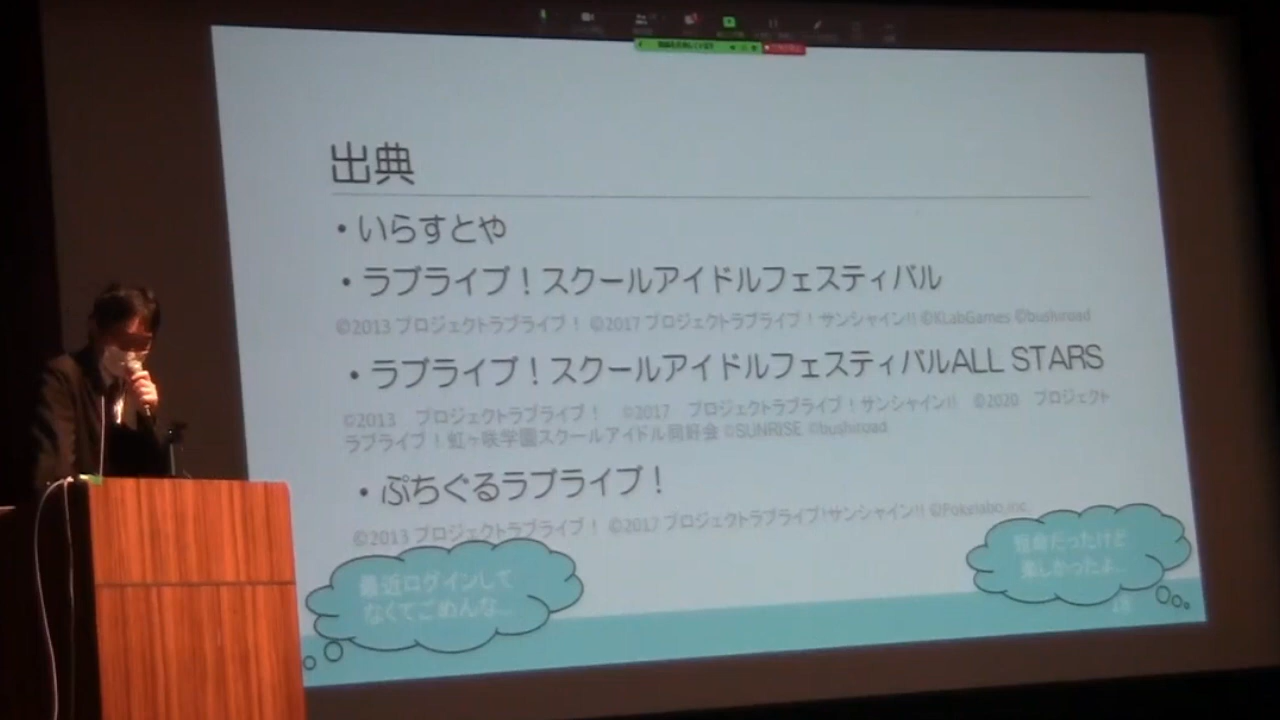 出典
・いらすとや
・ラブライブ！スクールアイドルフェスティバル
©2013 プロジェクトラブライブ！ ©2017 プロジェクトラブライブ！サンシャイン!! ©KLabGames ©bushiroad
・ラブライブ！スクールアイドルフェスティバルALL STARS
©2013 プロジェクトラブライブ！ ©2017 プロジェクトラブライブ！サンシャイン!! ©2020 プロジェクト
ラブライブ！虹ヶ咲学園スクールアイドル同好会 ©SUNRISE ©bushiroad
・ぷちぐるラブライブ！
©2013 プロジェクトラブライブ！ ©2017 プロジェクトラブライブ!サンシャイン!! ©Pokelabo,Inc.
最近ログインして
なくてごめんな...
短命だったけど
楽しかったよ...
18